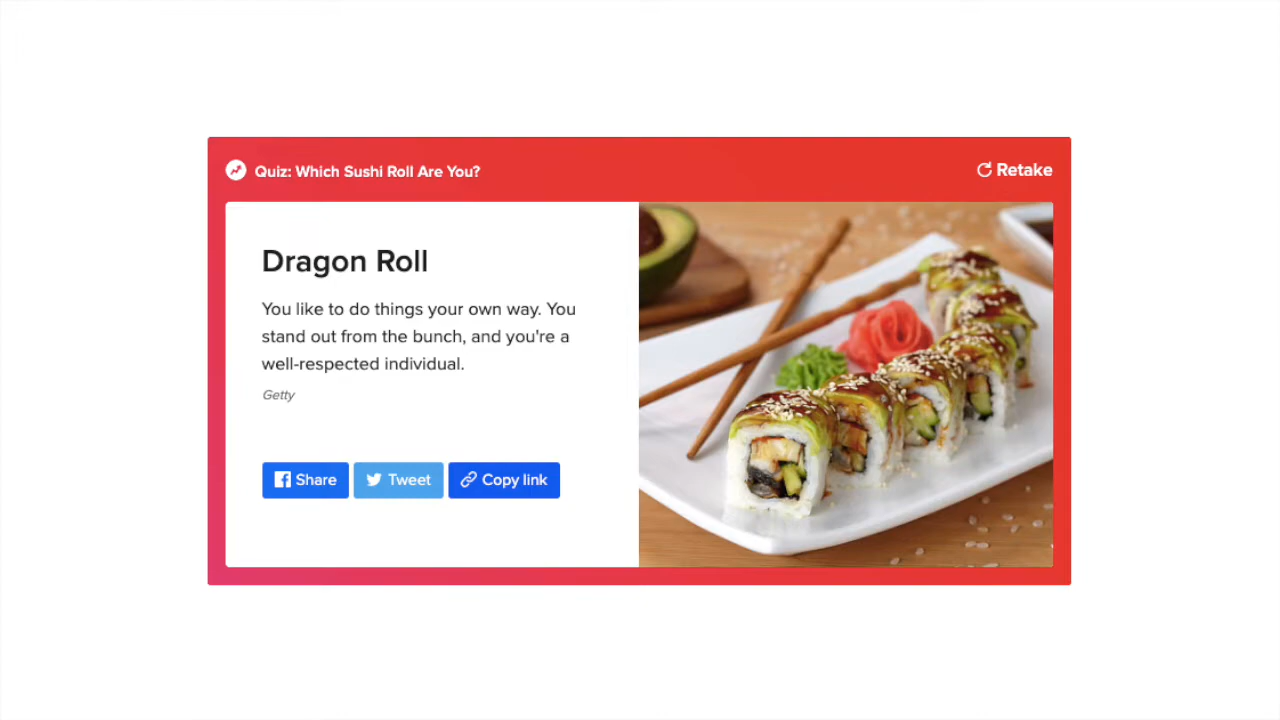 Quiz: Which Sushi Roll Are You?
Retake
Dragon Roll
You like to do things your own way. You
stand out from the bunch, and you're a
well-respected individual.
Getty
Share
Tweet
Copy link